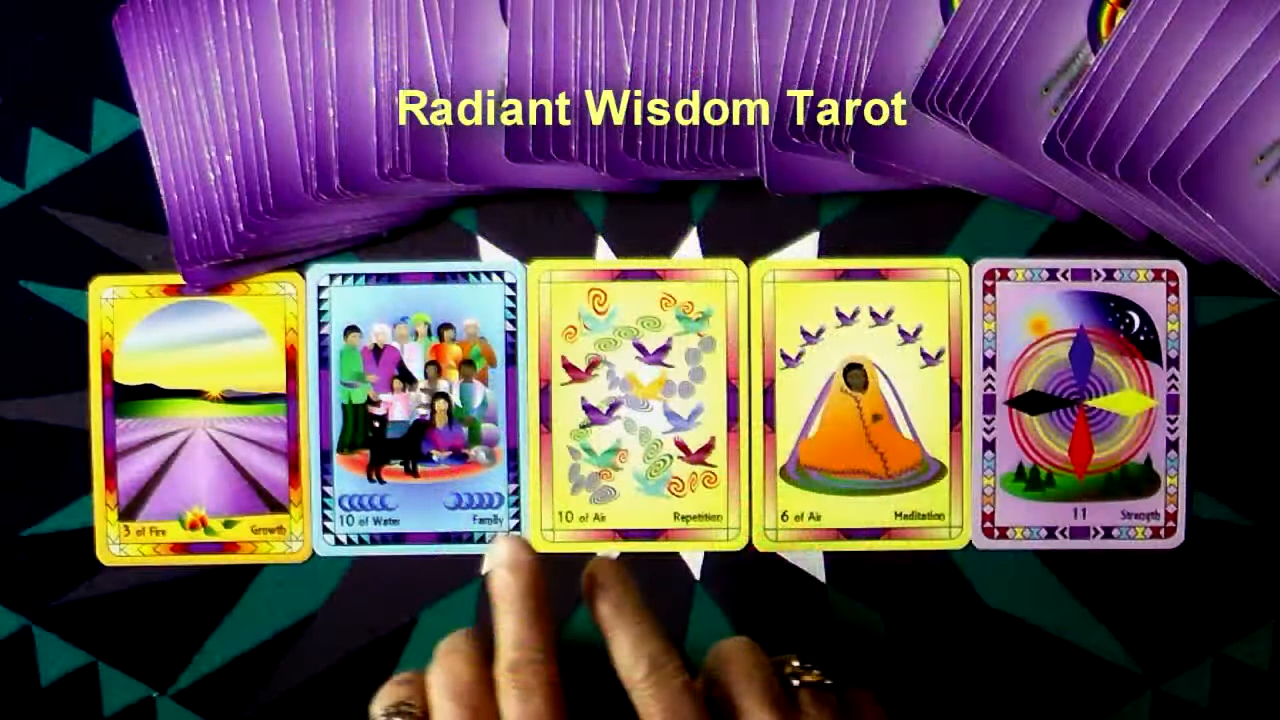 Radiant Wisdom Tarot
3 of Fire Growth
10 of Water Family
10 of Air Repetition
6 of Air Meditation
11 Strength